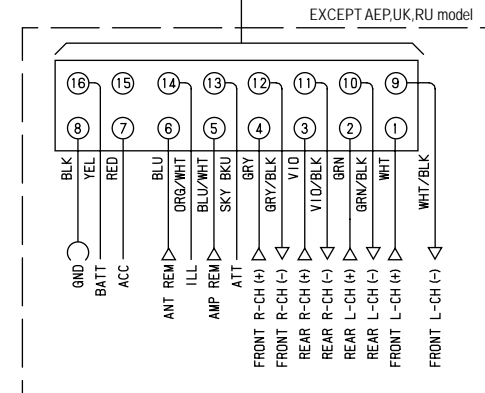 EXCEPT AEP,UK,RU model
16 15 14 13 12 11 10 9
8 7 6 5 4 3 2 1
BLK
YEL
RED
BLU
ORG/WHT
BLU/WHT
SKY BKU
GRY
GRY/BLK
VIO
VIO/BLK
GRN
GRN/BLK
WHT
WHT/BLK
GND
BATT
ACC
ANT REM
ILL
AMP REM
ATT
FRONT R-CH (+)
FRONT R-CH (-)
REAR R-CH (+)
REAR R-CH (-)
REAR L-CH (+)
REAR L-CH (-)
FRONT L-CH (+)
FRONT L-CH (-)